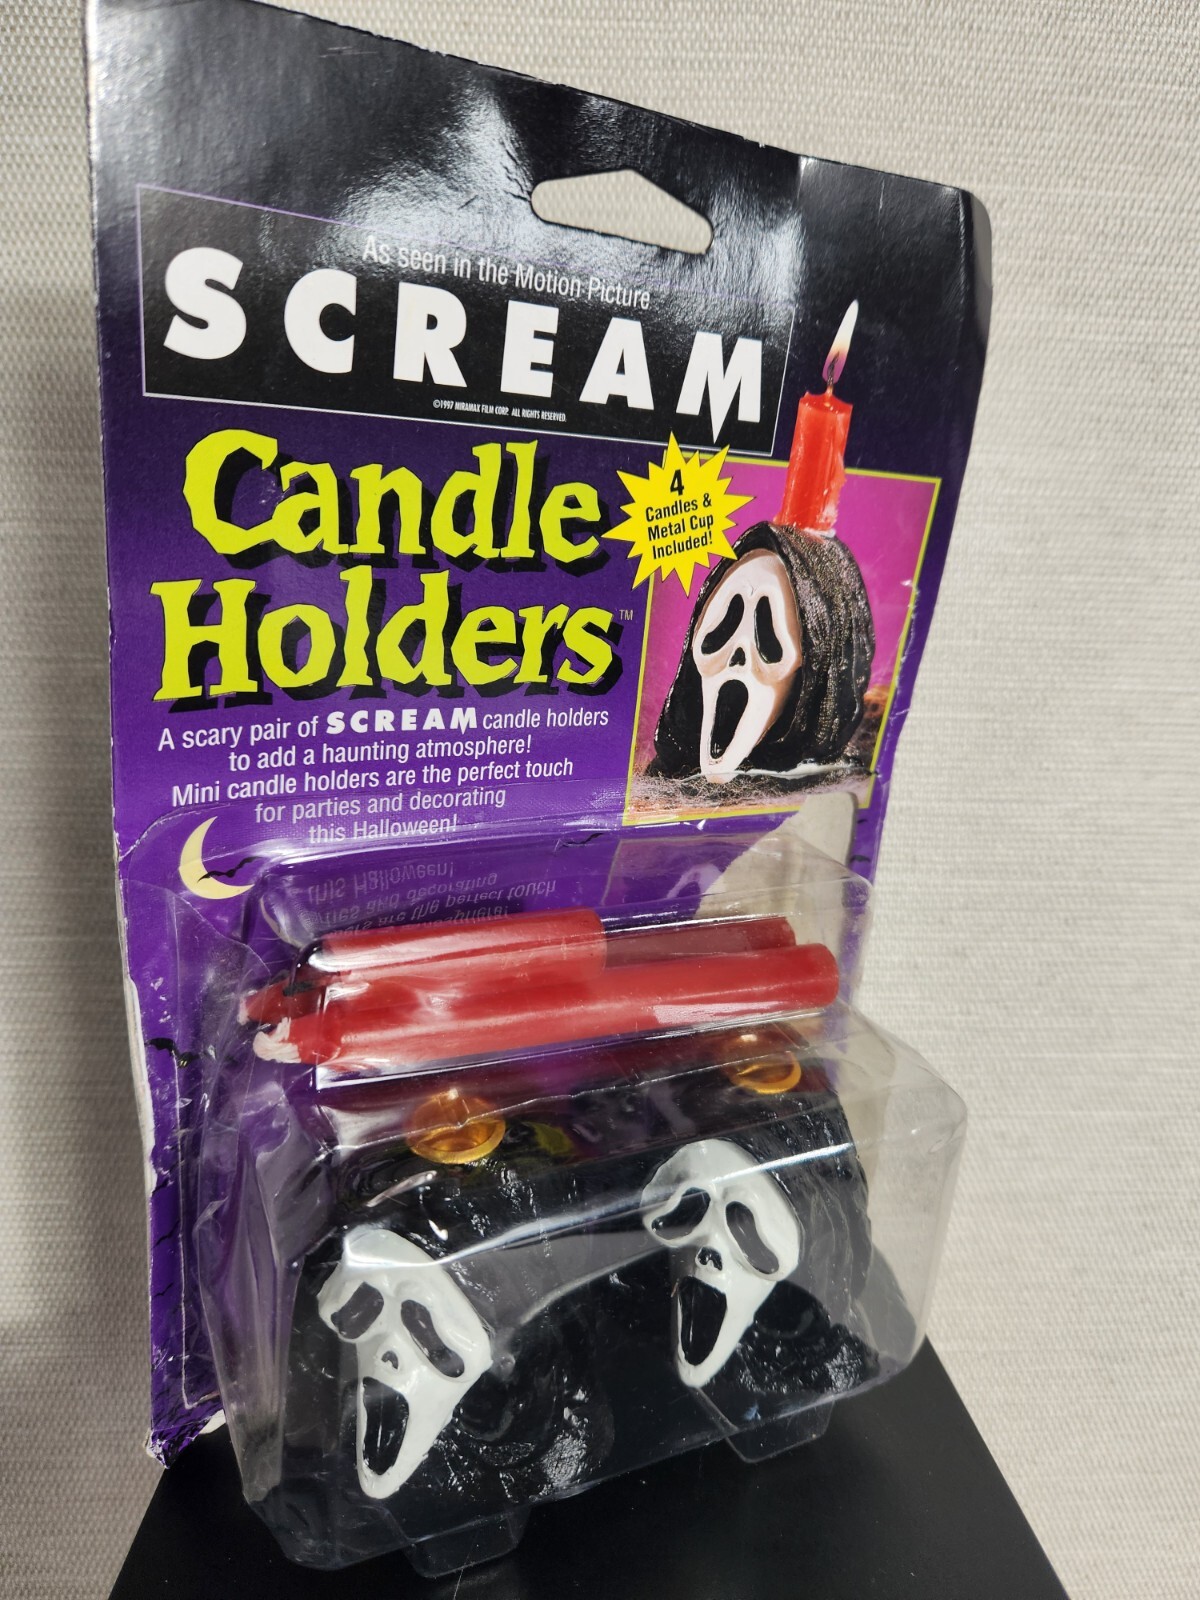 As seen in the Motion Picture
SCREAM
©1997 MIRAMAX FILM CORP. ALL RIGHTS RESERVED.
Candle
Holders™
4
Candles &
Metal Cup
Included!
A scary pair of SCREAM candle holders
to add a haunting atmosphere!
Mini candle holders are the perfect touch
for parties and decorating
this Halloween!